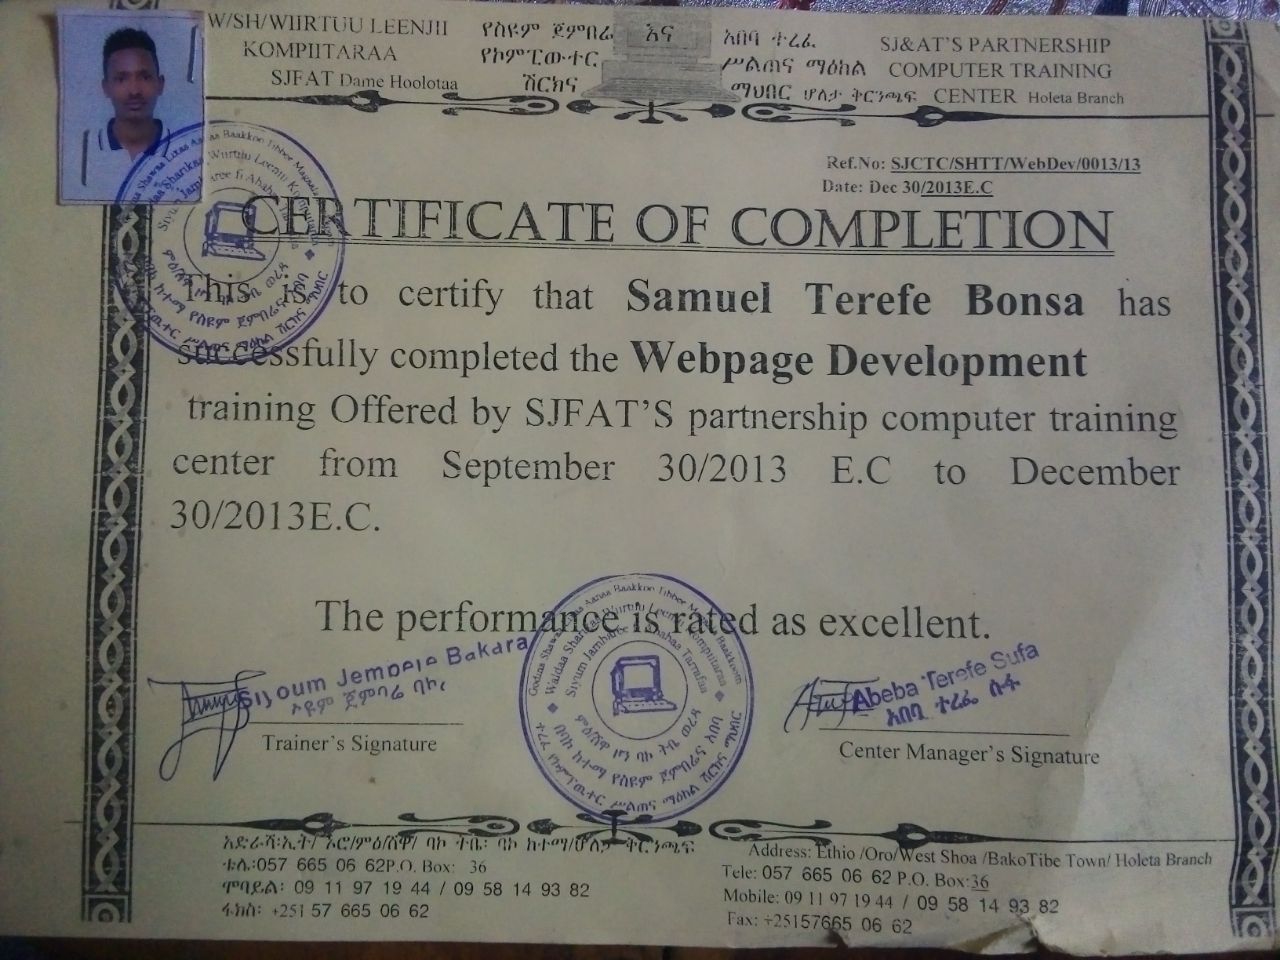 W/SH/WIIRTUU LEENJII
KOMPIITARAA
SJFAT Dame Hoolotaa
የስዩም ጀምበሬ እና አበባ ተረፈ
የኮምፒውተር ሥልጠና ማዕከል
ሽርክና ማህበር ሆለታ ቅርንጫፍ
SJ&AT'S PARTNERSHIP
COMPUTER TRAINING
CENTER Holeta Branch
Ref.No: SJCTC/SHTT/WebDev/0013/13
Date: Dec 30/2013E.C
CERTIFICATE OF COMPLETION
This is to certify that Samuel Terefe Bonsa has
successfully completed the Webpage Development
training Offered by SJFAT'S partnership computer training
center from September 30/2013 E.C to December
30/2013E.C.
The performance is rated as excellent.
Siyoum Jemberе Bakara
ስዩም ጀምበሬ
Trainer's Signature
Abeba Terefe Sufa
አበባ ተረፈ ሱፋ
Center Manager's Signature
አድራሻ፡ኢት/ ኦሮ/ምዕ/ሸዋ/ ባኮ ቲቤ፡ ባኮ ከተማ/ሆለታ ቅርንጫፍ
ቴሌ:057 665 06 62P.O. Box: 36
ሞባይል፡ 09 11 97 19 44 / 09 58 14 93 82
ፋክስ፡ +251 57 665 06 62
Address: Ethio /Oro/West Shoa /BakoTibe Town/ Holeta Branch
Tele: 057 665 06 62 P.O. Box:36
Mobile: 09 11 97 19 44 / 09 58 14 93 82
Fax: +25157665 06 62